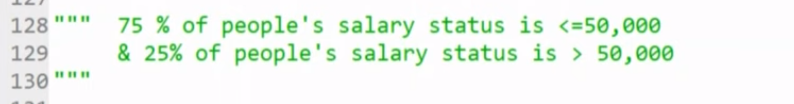 128 """ 75 % of people's salary status is <=50,000
129 & 25% of people's salary status is > 50,000
130 """